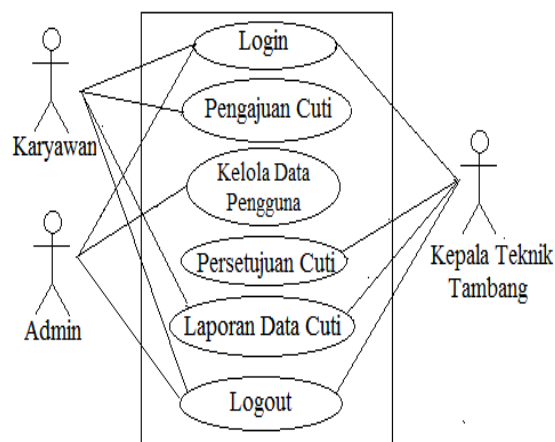 Login
Pengajuan Cuti
Karyawan
Kelola Data
Pengguna
Persetujuan Cuti
Kepala Teknik
Tambang
Admin
Laporan Data Cuti
Logout